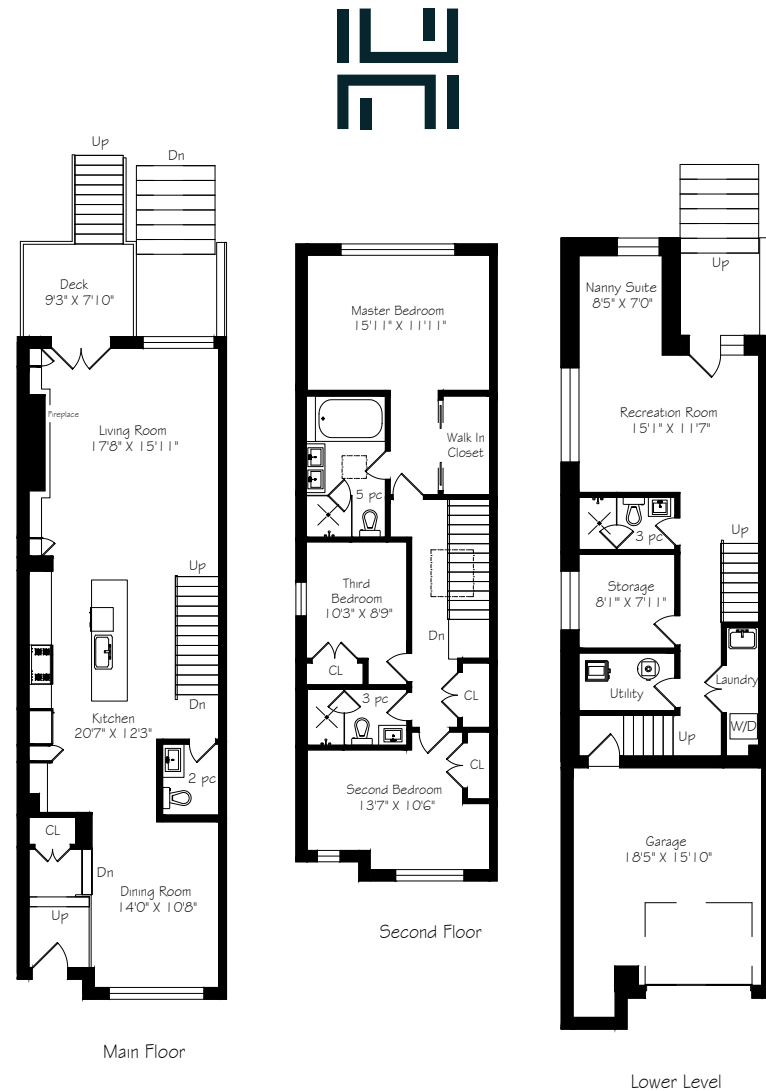 Up
Dn
Deck
9'3" X 7'10"
Fireplace
Living Room
17'8" X 15'11"
Up
Dn
Kitchen
20'7" X 12'3"
2 pc
CL
Dn
Dining Room
14'0" X 10'8"
Up
Main Floor
Master Bedroom
15'11" X 11'11"
Walk In
Closet
5 pc
Third
Bedroom
10'3" X 8'9"
Dn
CL
3 pc
CL
CL
Second Bedroom
13'7" X 10'6"
Second Floor
Up
Nanny Suite
8'5" X 7'0"
Recreation Room
15'1" X 11'7"
3 pc
Up
Storage
8'1'" X 7'11"
Laundry
Utility
W/D
Up
Garage
18'5" X 15'10"
Lower Level